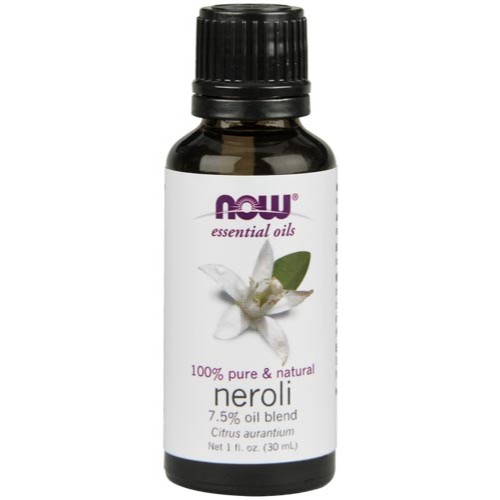 NOW®
essential oils
100% pure & natural
neroli
7.5% oil blend
Citrus aurantium
Net 1 fl. oz. (30 mL)